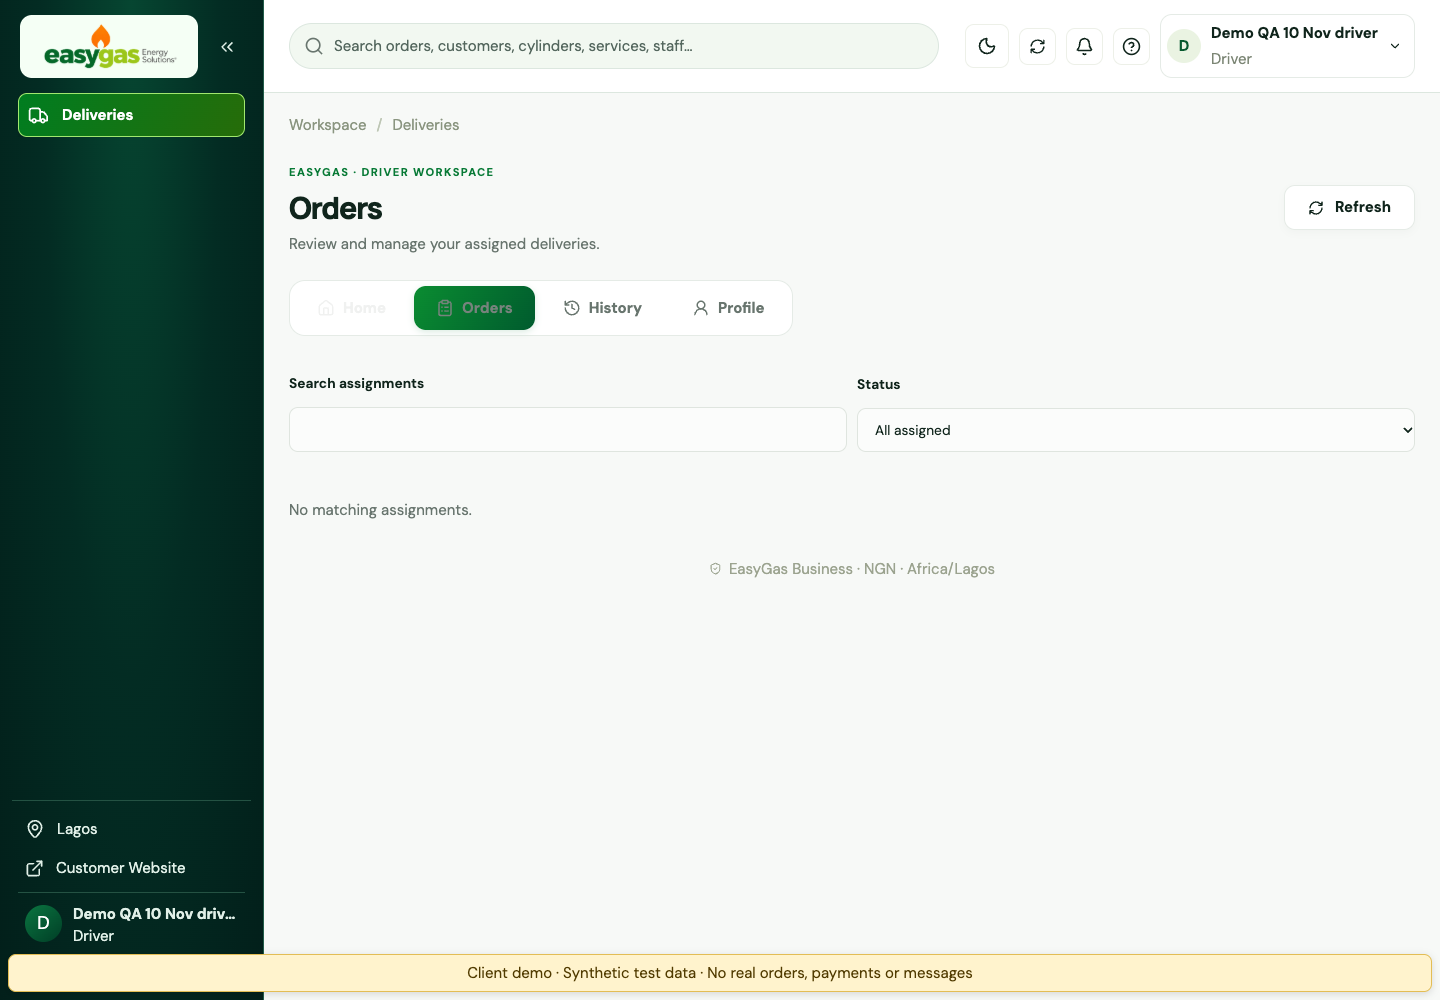 easygas Energy Solutions
Search orders, customers, cylinders, services, staff...
D
Demo QA 10 Nov driver
Driver
Deliveries
Workspace / Deliveries
EASYGAS · DRIVER WORKSPACE
Orders
Review and manage your assigned deliveries.
Refresh
Home
Orders
History
Profile
Search assignments
Status
All assigned
No matching assignments.
EasyGas Business · NGN · Africa/Lagos
Lagos
Customer Website
D
Demo QA 10 Nov driv...
Driver
Client demo · Synthetic test data · No real orders, payments or messages